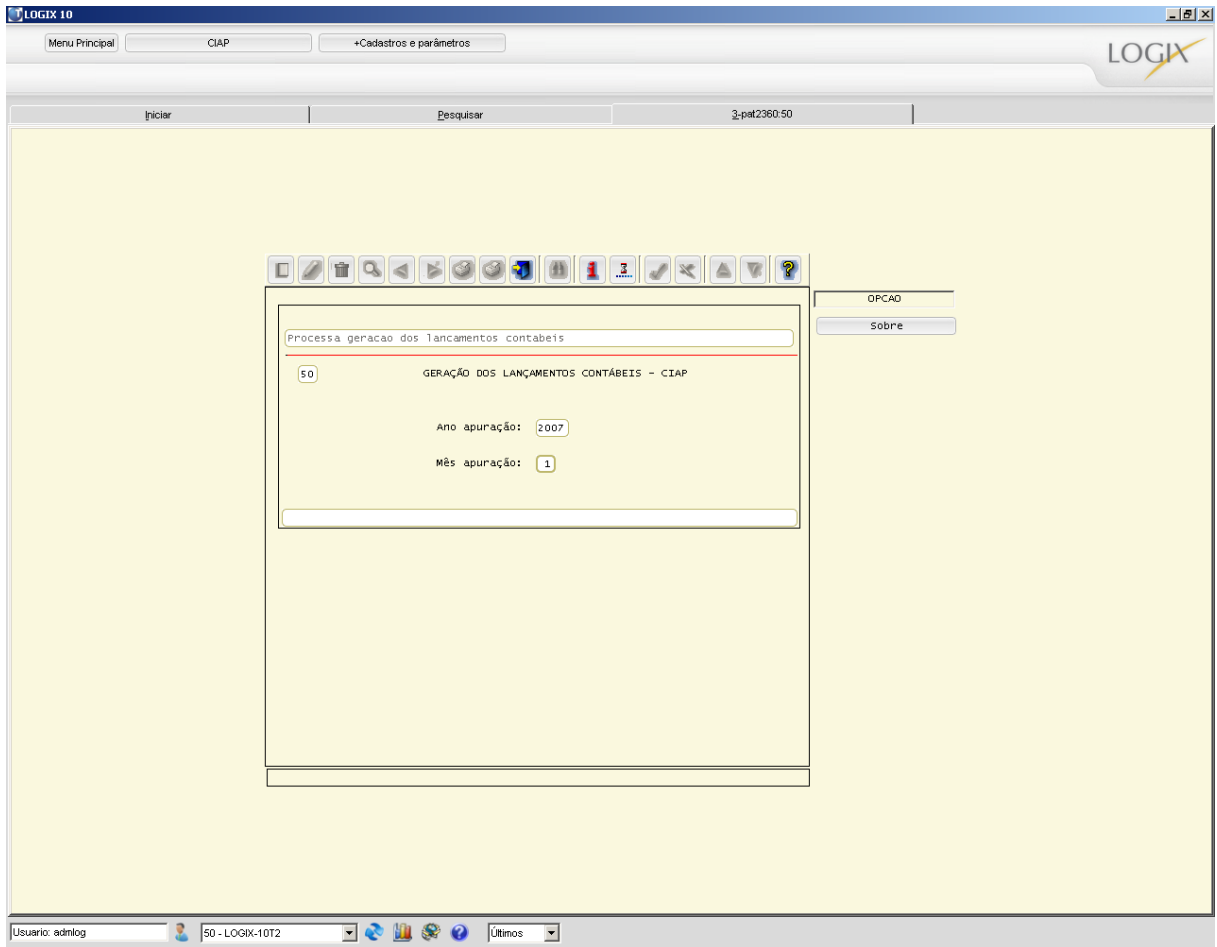 LOGIX 10
Menu Principal CIAP +Cadastros e parâmetros
LOGIX
Iniciar Pesquisar 3-pat2360:50
OPCAO
Sobre
Processa geracao dos lancamentos contabeis
50 GERAÇÃO DOS LANÇAMENTOS CONTÁBEIS - CIAP
Ano apuração: 2007
Mês apuração: 1
Usuario: admlog 50 - LOGIX-10T2 Últimos